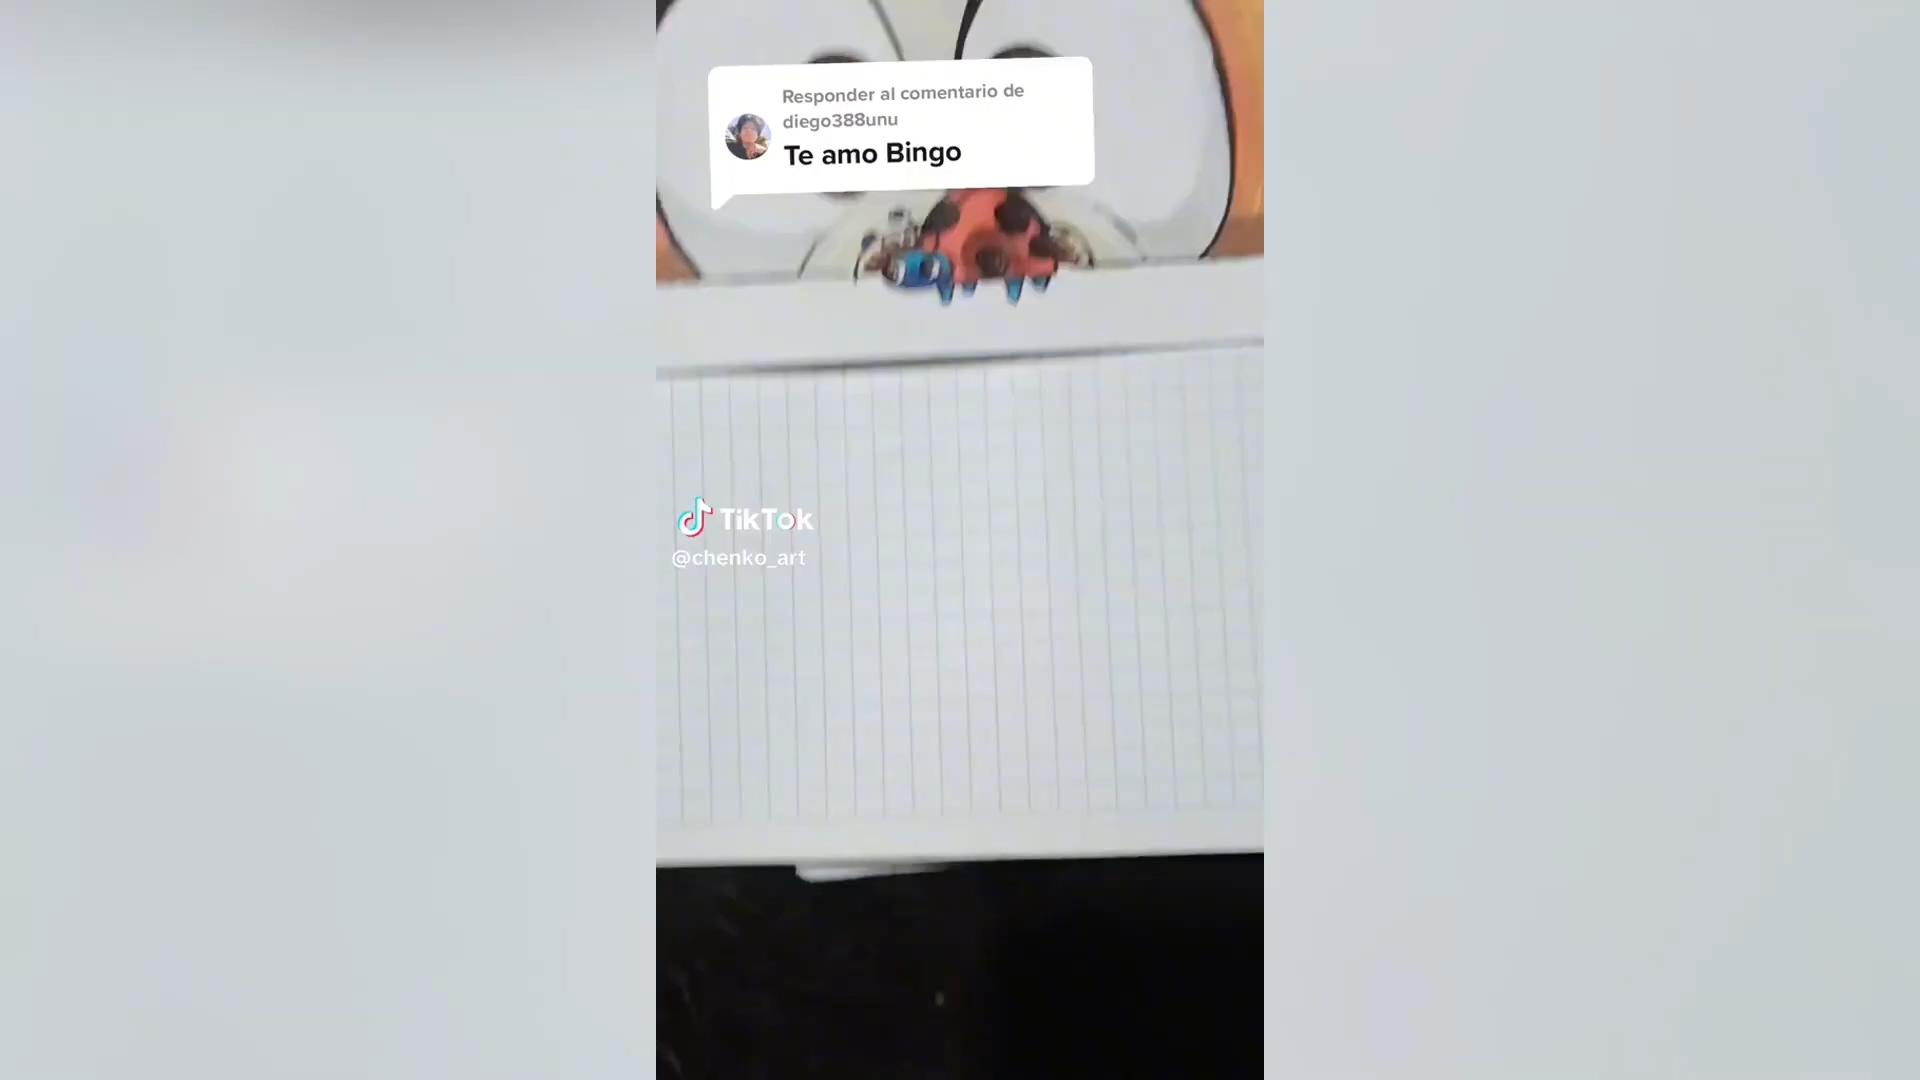 Responder al comentario de
diego388unu
Te amo Bingo
TikTok
@chenko_art